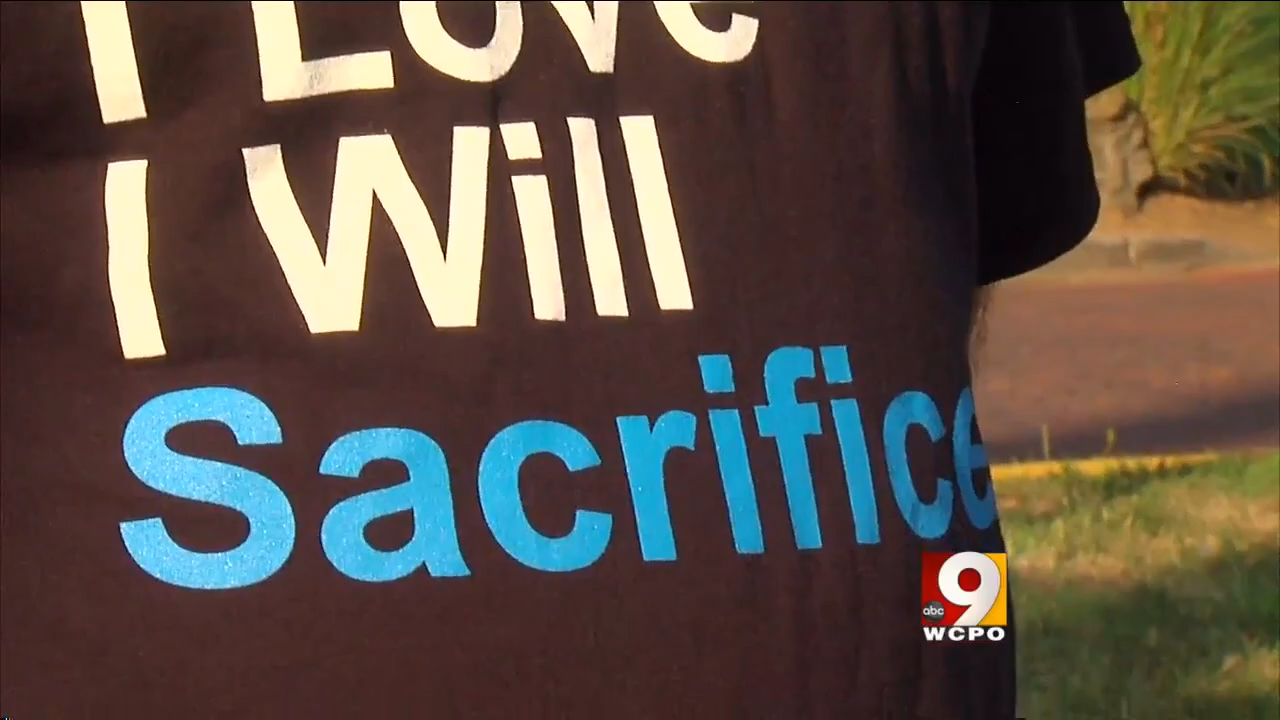 I Love
I Will
Sacrifice
abc
9
WCPO